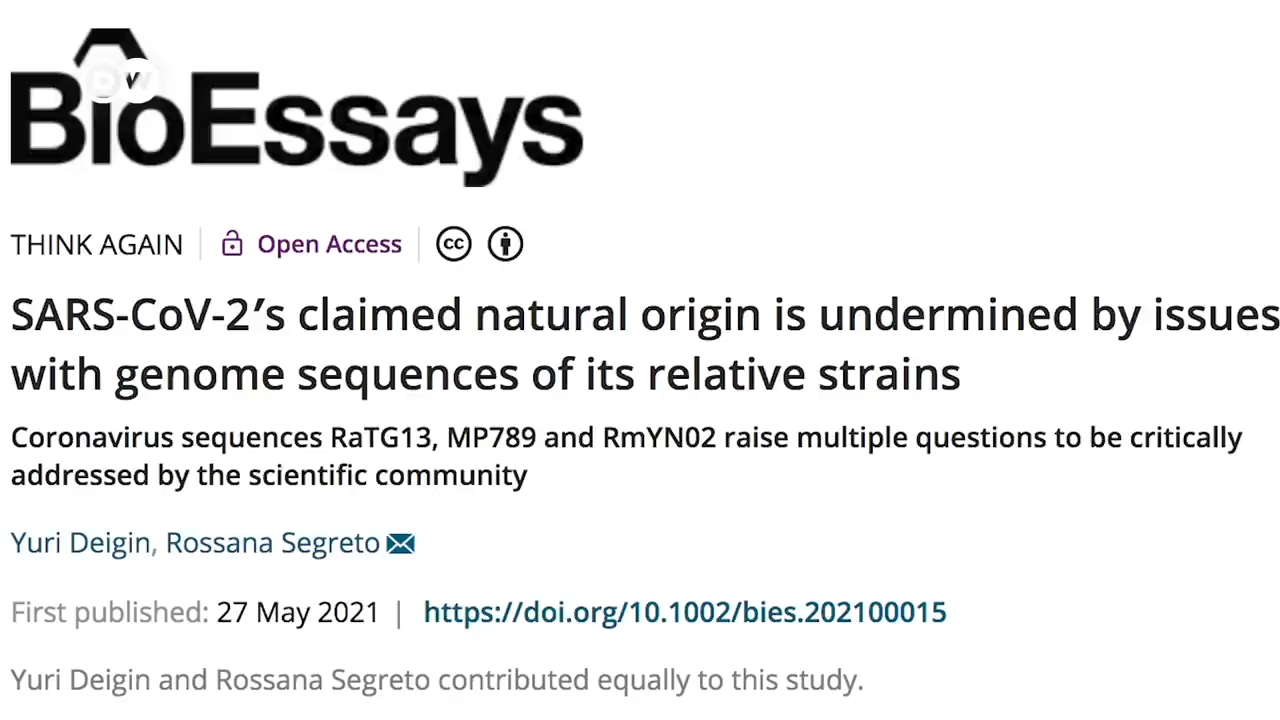 BioEssays
DW
THINK AGAIN | Open Access | cc
SARS-CoV-2′s claimed natural origin is undermined by issues
with genome sequences of its relative strains
Coronavirus sequences RaTG13, MP789 and RmYN02 raise multiple questions to be critically
addressed by the scientific community
Yuri Deigin, Rossana Segreto
First published: 27 May 2021 | https://doi.org/10.1002/bies.202100015
Yuri Deigin and Rossana Segreto contributed equally to this study.